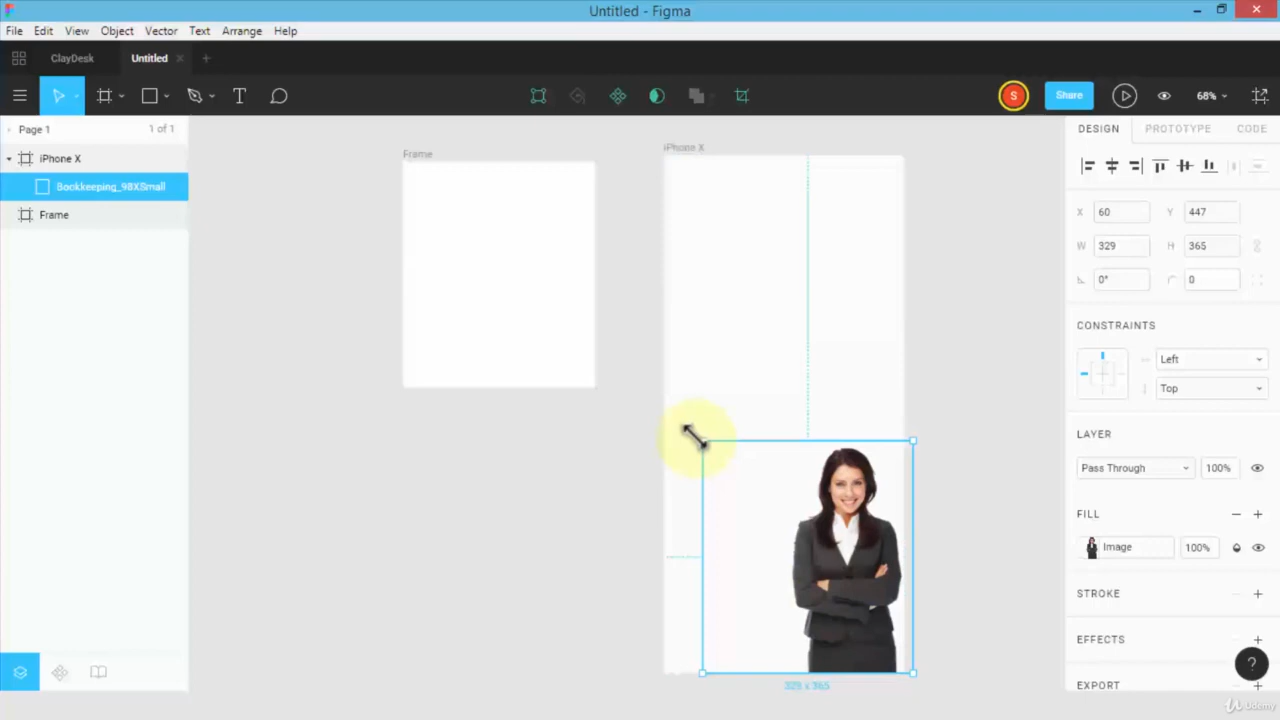 Untitled - Figma
File Edit View Object Vector Text Arrange Help
ClayDesk Untitled
S Share 68%
Page 1 1 of 1
iPhone X
Bookkeeping_98XSmall
Frame
Frame
iPhone X
329 x 365
DESIGN PROTOTYPE CODE
X 60 Y 447
W 329 H 365
0° 0
CONSTRAINTS
Left
Top
LAYER
Pass Through 100%
FILL
Image 100%
STROKE
EFFECTS
EXPORT
?
Udemy